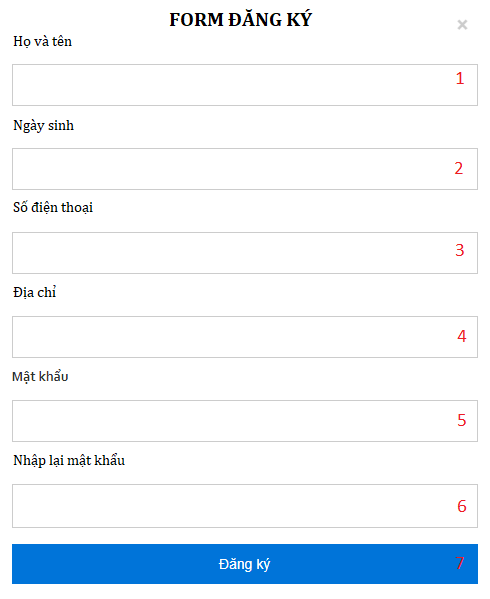 FORM ĐĂNG KÝ ×
Họ và tên
1
Ngày sinh
2
Số điện thoại
3
Địa chỉ
4
Mật khẩu
5
Nhập lại mật khẩu
6
Đăng ký